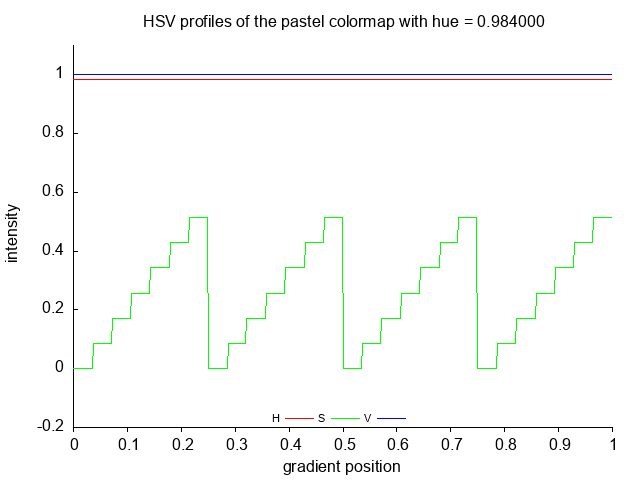 HSV profiles of the pastel colormap with hue = 0.984000
1
0.8
0.6
0.4
0.2
0
-0.2
intensity
H S V
0 0.1 0.2 0.3 0.4 0.5 0.6 0.7 0.8 0.9 1
gradient position